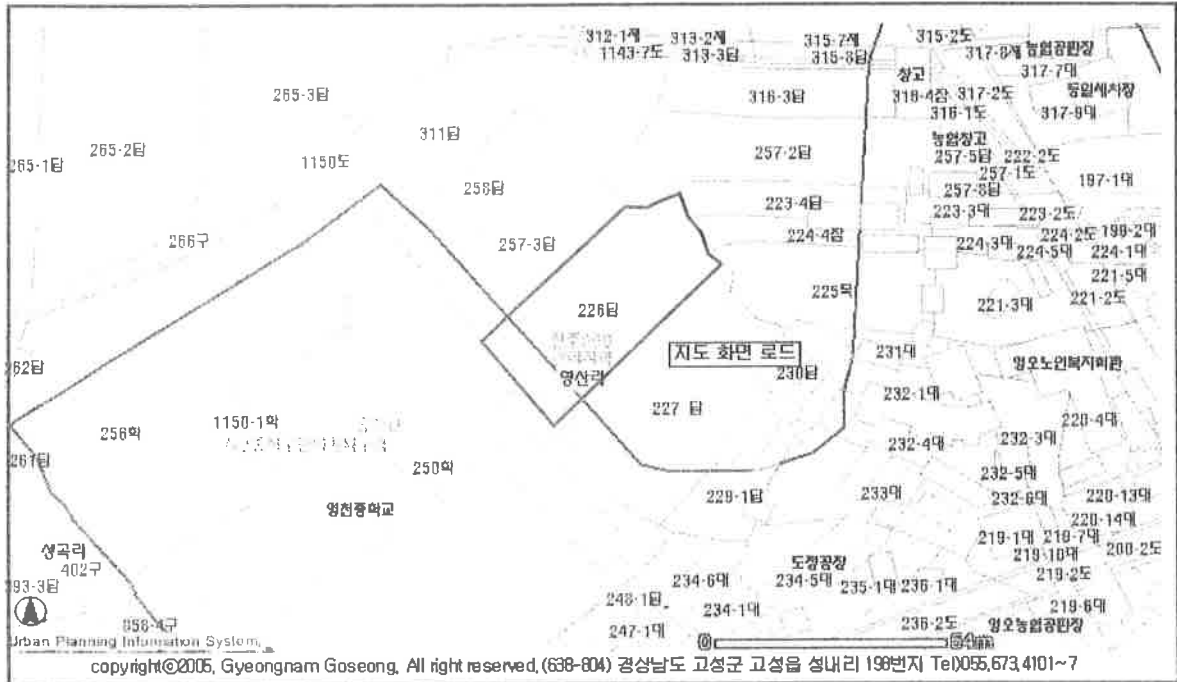 312-1제 313-2제 315-7제 315-2도
1143-7도 313-3답 315-8답 317-8제 농협공판장
창고 317-7대
265-3답 316-3답 316-4잡 317-2도 동일세차장
316-1도 317-9대
311답 농협창고
265-1답 265-2답 1150도 257-2답 257-5답 222-2도
257-1도 197-1대
258답 257-8답
223-4답 223-3대 223-2도
266구 257-3답 224-4잡 224-3대 224-2도 199-2대
224-5대 224-1대
221-5대
225목 221-3대 221-2도
226답
지도 화면 로드 231대
262답 영산리 230답 영오노인복지회관
232-1대
256학 1150-1학 227 답 220-4대
232-4대 232-3대
261답 250학 232-5대
229-1답 233대 232-6대 220-13대
영천중학교 220-14대
219-1대 219-7대
성곡리 219-10대 200-2도
402구 도정공장 219-2도
393-3답 234-6대 234-5대 235-1대 236-1대
248-1답 234-1대 219-6대
858-4구 247-1대 236-2도 영오농협공판장
Urban Planning Information System,
0 54m
copyright©2005, Gyeongnam Goseong, All right reserved, (638-804) 경상남도 고성군 고성읍 성내리 198번지 Tel)055,673,4101~7